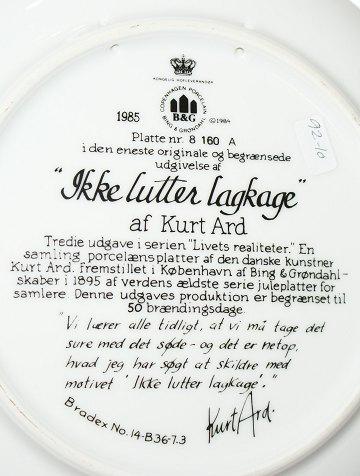 KONGELIG HOFLEVERANDØR
COPENHAGEN PORCELAIN
B&G
BING & GRØNDAHL
1985
©1984
92-10
Platte nr. 8 160 A
i den eneste originale og begrænsede
udgivelse af
"Ikke lutter lagkage"
af Kurt Ard
Tredie udgave i serien "Livets realiteter." En
samling porcelænsplatter af den danske kunstner
Kurt Ard. fremstillet i København af Bing & Grøndahl-
skaber i 1895 af verdens ældste serie juleplatter for
samlere. Denne udgaves produktion er begrænset til
50 brændingsdage.
"Vi lærer alle tidligt, at vi må tage det
sure med det søde - og det er netop,
hvad jeg har søgt at skildre med
motivet 'Ikke lutter lagkage'."
Bradex No. 14-B36-7.3
Kurt Ard.